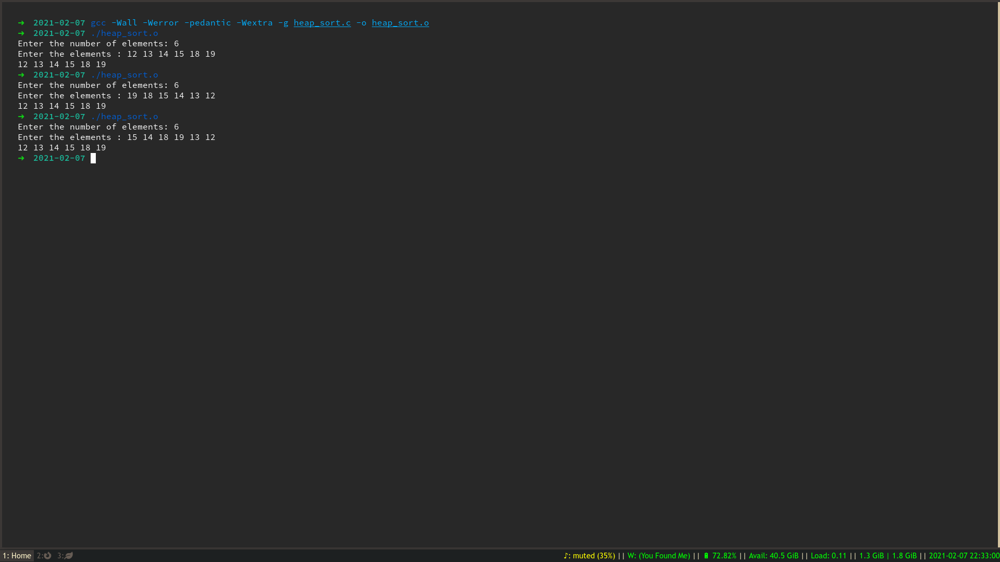 ➜ 2021-02-07 gcc -Wall -Werror -pedantic -Wextra -g heap_sort.c -o heap_sort.o
➜ 2021-02-07 ./heap_sort.o
Enter the number of elements: 6
Enter the elements : 12 13 14 15 18 19
12 13 14 15 18 19
➜ 2021-02-07 ./heap_sort.o
Enter the number of elements: 6
Enter the elements : 19 18 15 14 13 12
12 13 14 15 18 19
➜ 2021-02-07 ./heap_sort.o
Enter the number of elements: 6
Enter the elements : 15 14 18 19 13 12
12 13 14 15 18 19
➜ 2021-02-07
1: Home 2: 3: ♪: muted (35%) || W: (You Found Me) || 72.82% || Avail: 40.5 GiB || Load: 0.11 || 1.3 GiB | 1.8 GiB || 2021-02-07 22:33:00